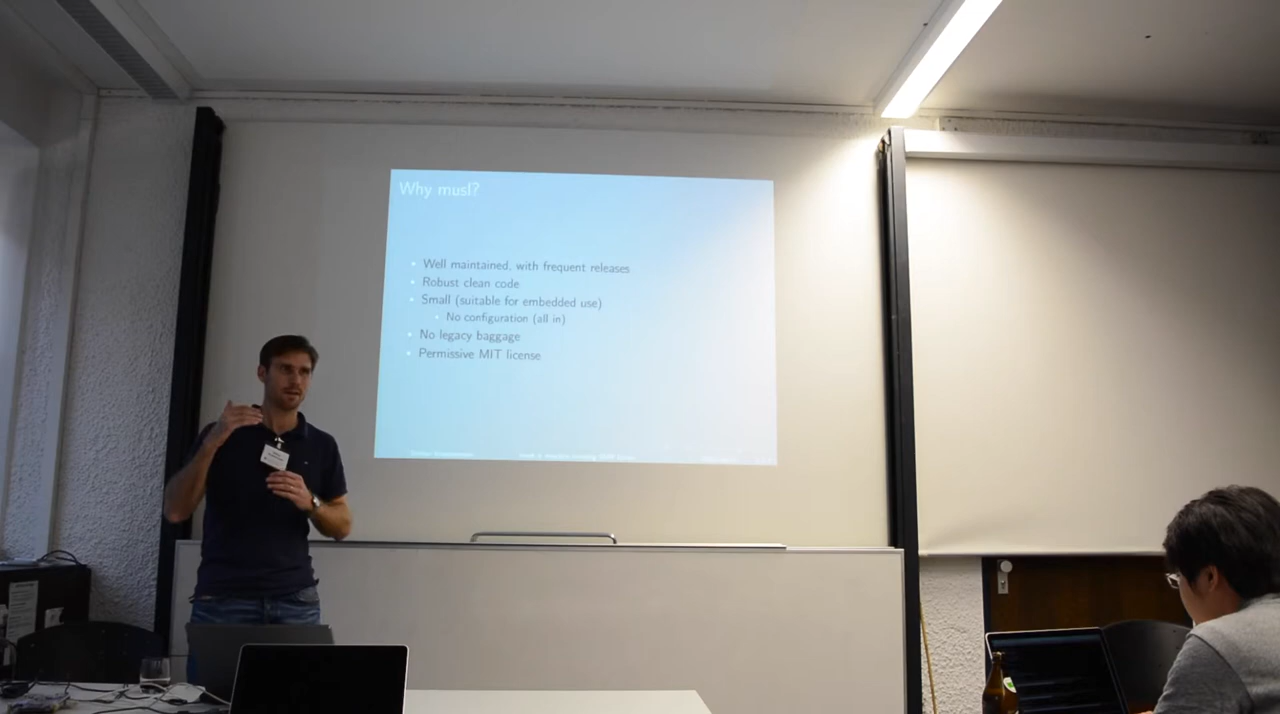 Why musl?
Well maintained, with frequent releases
Robust clean code
Small (suitable for embedded use)
No configuration (all in)
No legacy baggage
Permissive MIT license